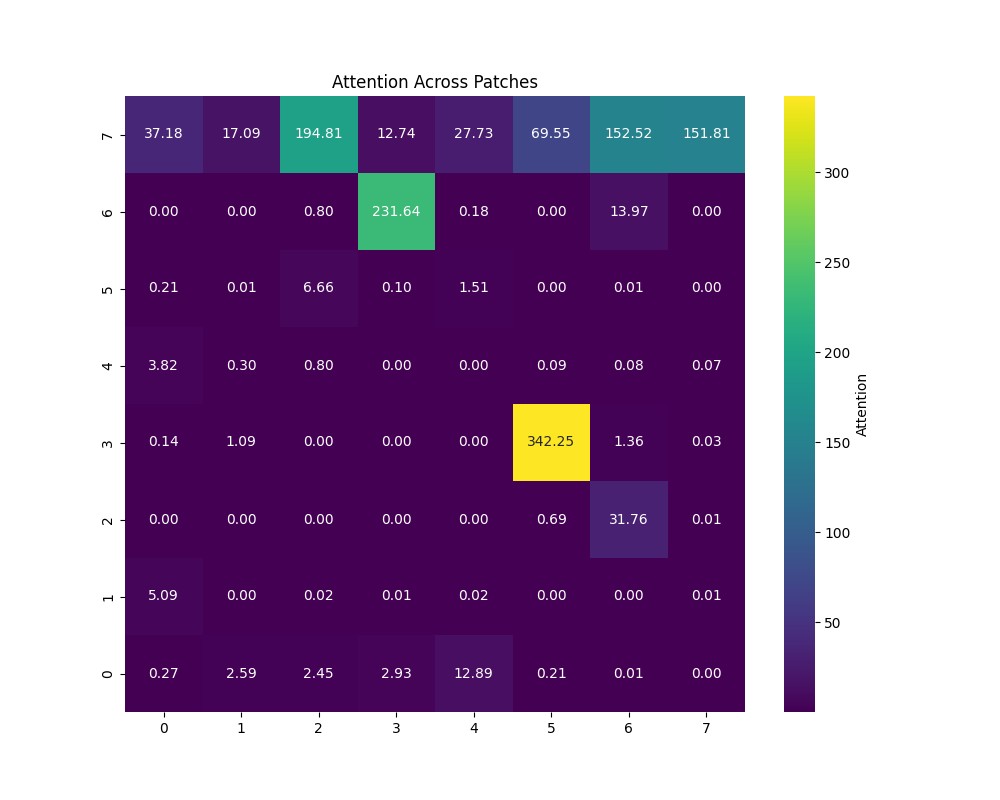 Attention Across Patches
7 37.18 17.09 194.81 12.74 27.73 69.55 152.52 151.81
6 0.00 0.00 0.80 231.64 0.18 0.00 13.97 0.00
5 0.21 0.01 6.66 0.10 1.51 0.00 0.01 0.00
4 3.82 0.30 0.80 0.00 0.00 0.09 0.08 0.07
3 0.14 1.09 0.00 0.00 0.00 342.25 1.36 0.03
2 0.00 0.00 0.00 0.00 0.00 0.69 31.76 0.01
1 5.09 0.00 0.02 0.01 0.02 0.00 0.00 0.01
0 0.27 2.59 2.45 2.93 12.89 0.21 0.01 0.00
0 1 2 3 4 5 6 7
300
250
200
150
100
50
Attention